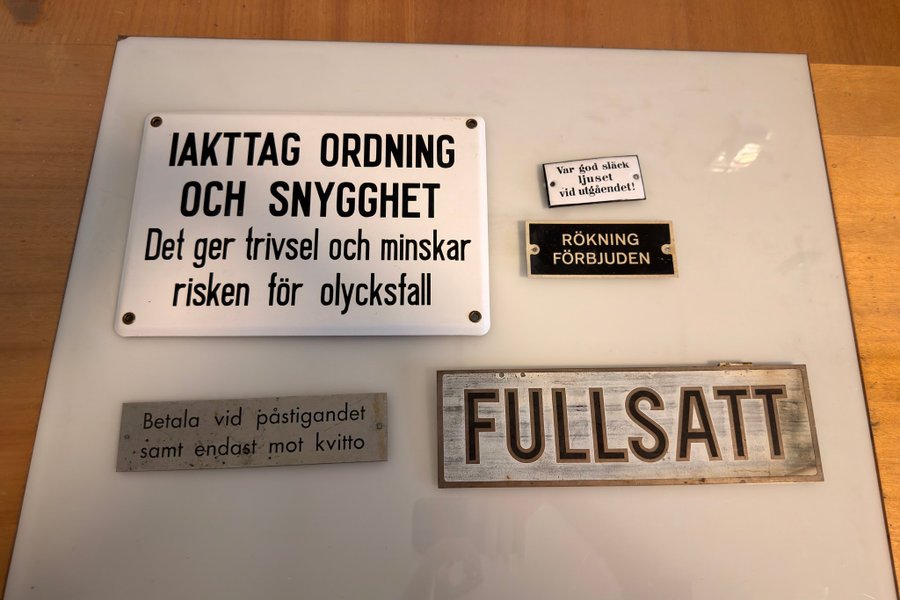 IAKTTAG ORDNING
OCH SNYGGHET
Det ger trivsel och minskar
risken för olycksfall
Var god släck
ljuset
vid utgåendet!
RÖKNING
FÖRBJUDEN
Betala vid påstigandet
samt endast mot kvitto
FULLSATT